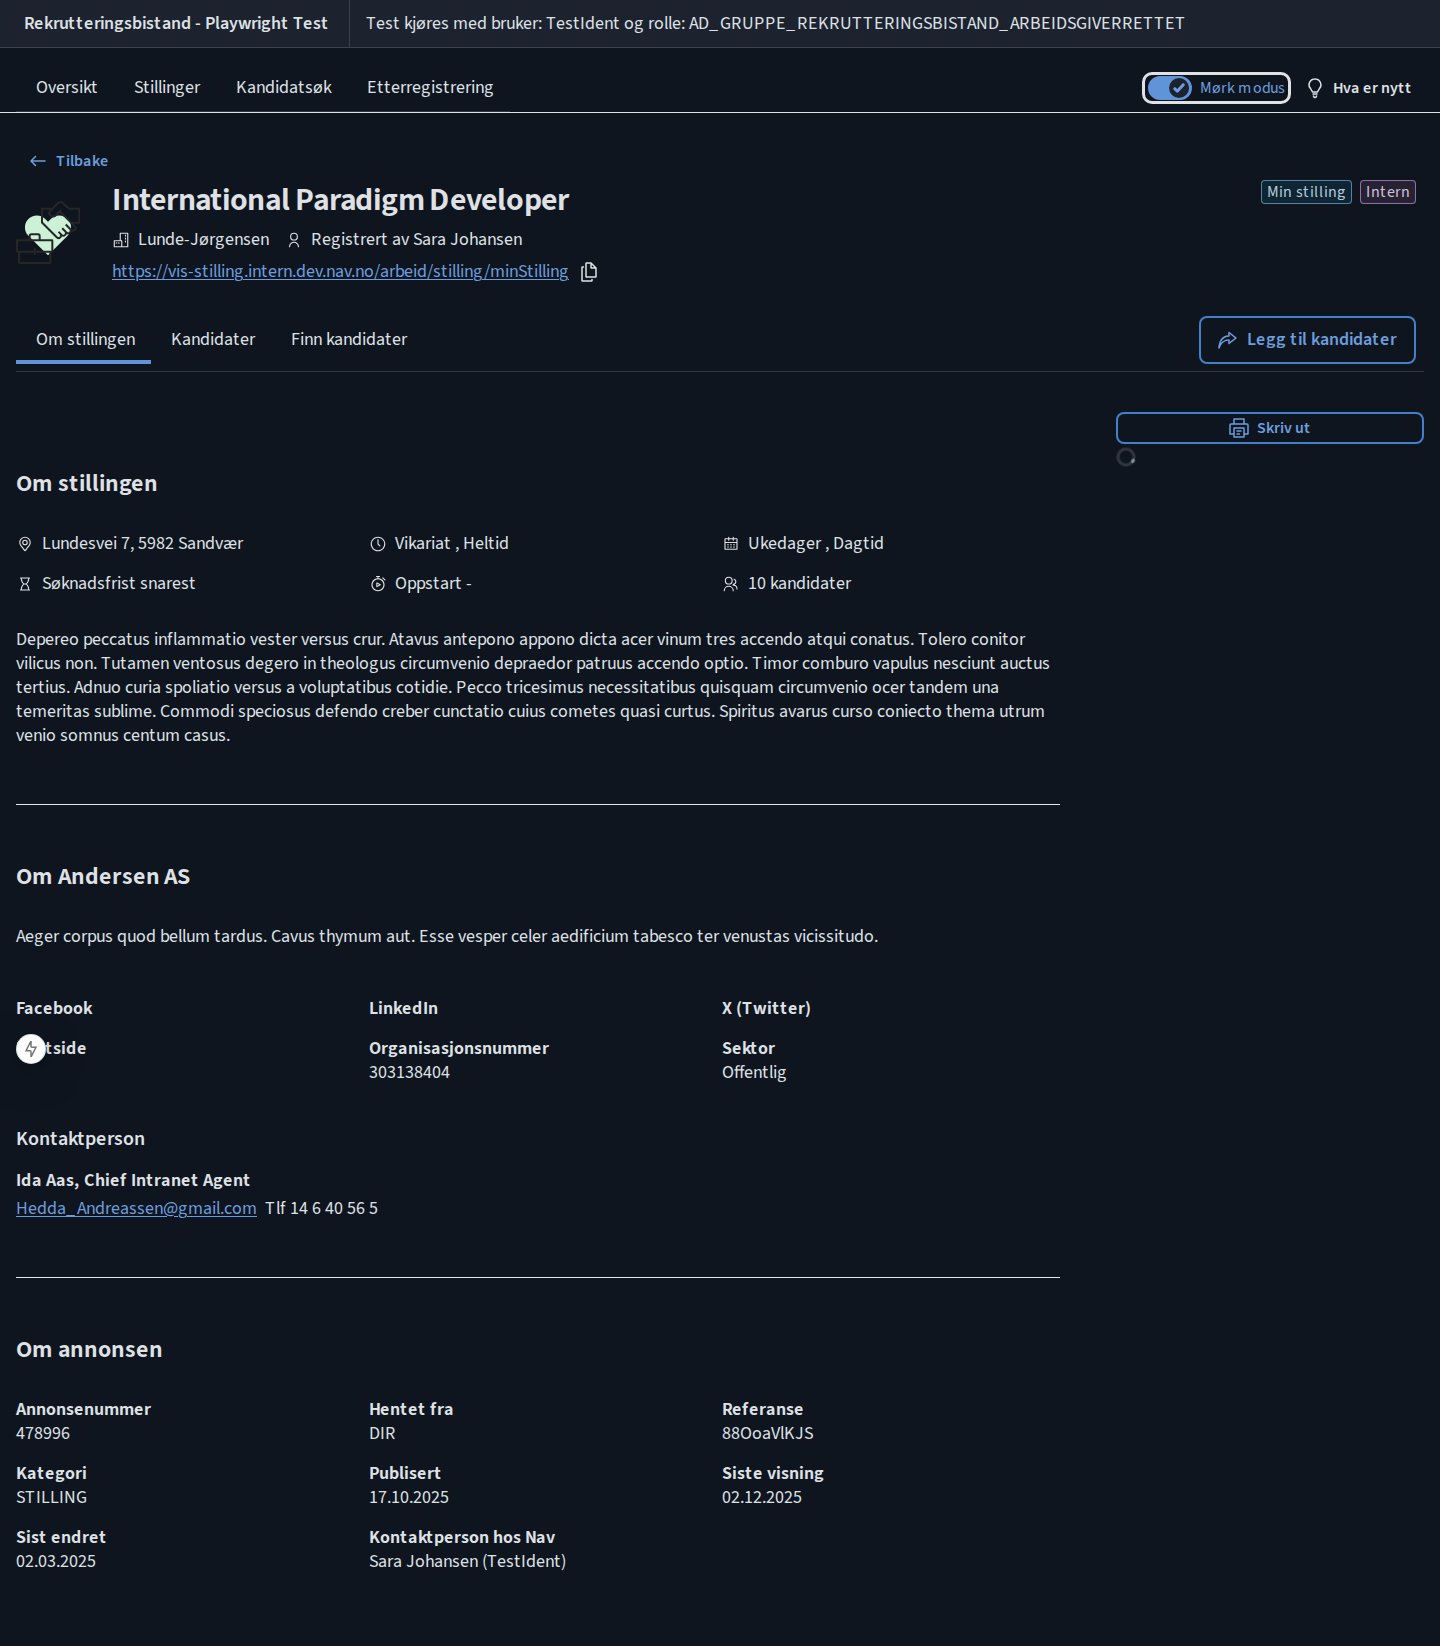 Rekrutteringsbistand - Playwright Test
Test kjøres med bruker: TestIdent og rolle: AD_GRUPPE_REKRUTTERINGSBISTAND_ARBEIDSGIVERRETTET
Oversikt
Stillinger
Kandidatsøk
Etterregistrering
Mørk modus
Hva er nytt
Tilbake
International Paradigm Developer
Min stilling
Intern
Lunde-Jørgensen
Registrert av Sara Johansen
https://vis-stilling.intern.dev.nav.no/arbeid/stilling/minStilling
Om stillingen
Kandidater
Finn kandidater
Legg til kandidater
Skriv ut
Om stillingen
Lundesvei 7, 5982 Sandvær
Vikariat , Heltid
Ukedager , Dagtid
Søknadsfrist snarest
Oppstart -
10 kandidater
Depereo peccatus inflammatio vester versus crur. Atavus antepono appono dicta acer vinum tres accendo atqui conatus. Tolero conitor
vilicus non. Tutamen ventosus degero in theologus circumvenio depraedor patruus accendo optio. Timor comburo vapulus nesciunt auctus
tertius. Adnuo curia spoliatio versus a voluptatibus cotidie. Pecco tricesimus necessitatibus quisquam circumvenio ocer tandem una
temeritas sublime. Commodi speciosus defendo creber cunctatio cuius cometes quasi curtus. Spiritus avarus curso coniecto thema utrum
venio somnus centum casus.
Om Andersen AS
Aeger corpus quod bellum tardus. Cavus thymum aut. Esse vesper celer aedificium tabesco ter venustas vicissitudo.
Facebook
LinkedIn
X (Twitter)
tside
Organisasjonsnummer
303138404
Sektor
Offentlig
Kontaktperson
Ida Aas, Chief Intranet Agent
Hedda_Andreassen@gmail.com Tlf 14 6 40 56 5
Om annonsen
Annonsenummer
478996
Hentet fra
DIR
Referanse
88OoaVlKJS
Kategori
STILLING
Publisert
17.10.2025
Siste visning
02.12.2025
Sist endret
02.03.2025
Kontaktperson hos Nav
Sara Johansen (TestIdent)